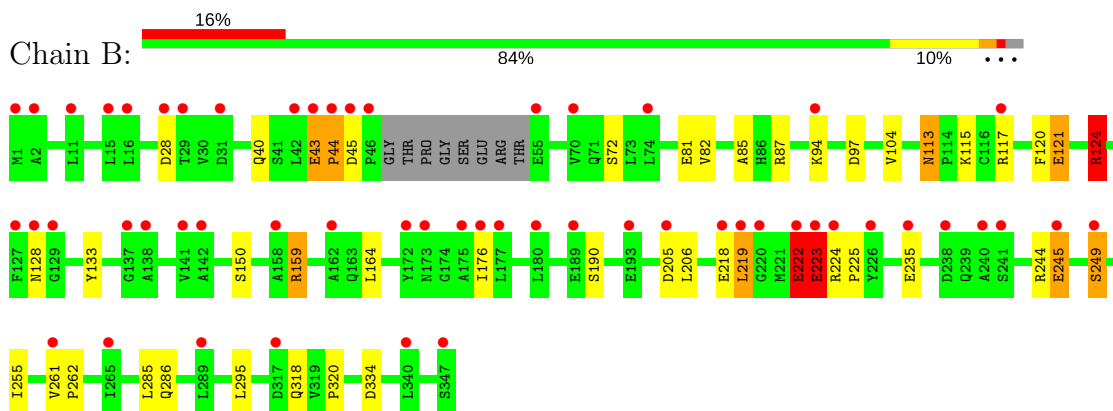 16%
Chain B:
84%
10%
• • •
M1 A2 L11 L15 L16 D28 T29 V30 D31 Q40 S41 L42 E43 P44 D45 P46 GLY THR PRO GLY SER GLU ARG THR E55 V70 Q71 S72 L73 L74 E81 V82 A85 H86 R87 K94 D97 V104 N113 P114 K115 C116 R117 F120 E121 R124
F127 N128 G129 Y133 G137 A138 V141 A142 S150 A158 R159 A162 Q163 L164 Y172 N173 G174 A175 I176 L177 L180 E189 S190 E193 D205 L206 E218 L219 G220 M221 E222 E223 R224 P225 Y226 E235 D238 Q239 A240 S241 R244 E245 S249
I255 V261 P262 I265 L285 Q286 L289 L295 D317 Q318 V319 P320 D334 L340 S347